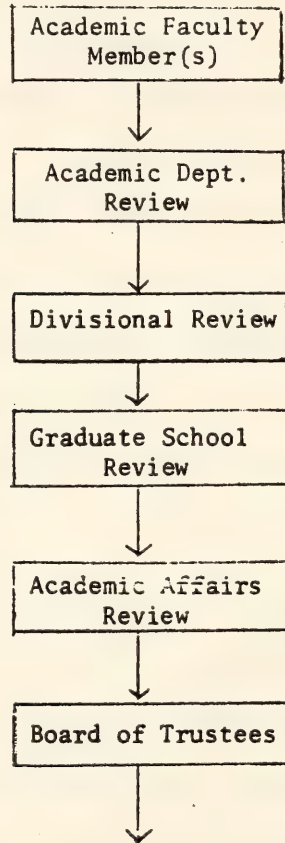 Academic Faculty
Member(s)
Academic Dept.
Review
Divisional Review
Graduate School
Review
Academic Affairs
Review
Board of Trustees